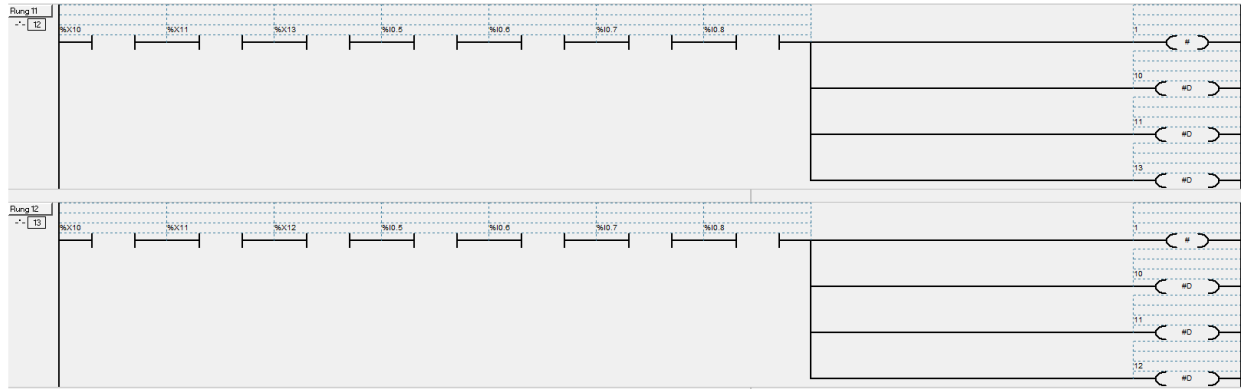 Rung 11
12
%X10 %X11 %X13 %I0.5 %I0.6 %I0.7 %I0.8 1
#
10
#D
11
#D
13
#D
Rung 12
13
%X10 %X11 %X12 %I0.5 %I0.6 %I0.7 %I0.8 1
#
10
#D
11
#D
12
#D